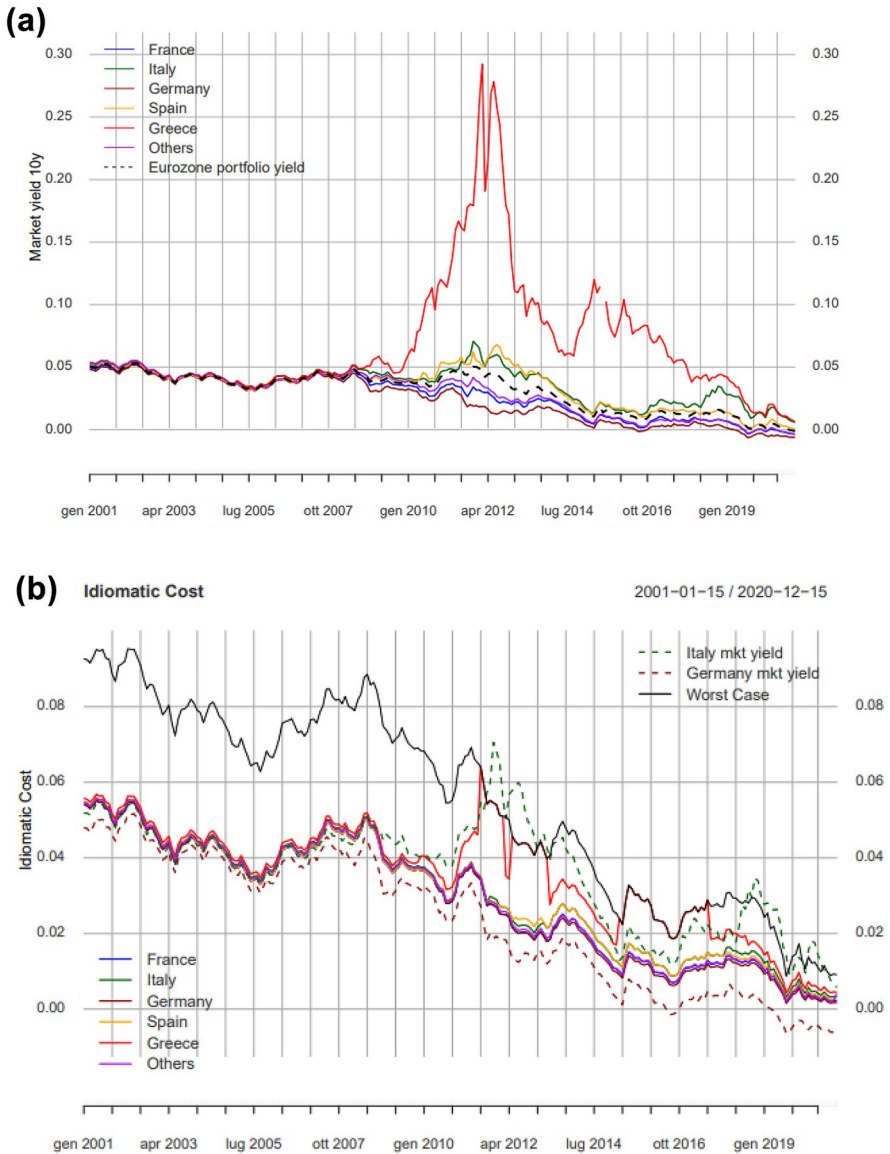 (a)
0.30
0.25
0.20
0.15
0.10
0.05
0.00
Market yield 10y
France
Italy
Germany
Spain
Greece
Others
Eurozone portfolio yield
0.30
0.25
0.20
0.15
0.10
0.05
0.00
gen 2001 apr 2003 lug 2005 ott 2007 gen 2010 apr 2012 lug 2014 ott 2016 gen 2019
(b)
Idiomatic Cost 2001-01-15 / 2020-12-15
Italy mkt yield
Germany mkt yield
Worst Case
0.08
0.06
0.04
0.02
0.00
Idiomatic Cost
0.08
0.06
0.04
0.02
0.00
France
Italy
Germany
Spain
Greece
Others
gen 2001 apr 2003 lug 2005 ott 2007 gen 2010 apr 2012 lug 2014 ott 2016 gen 2019